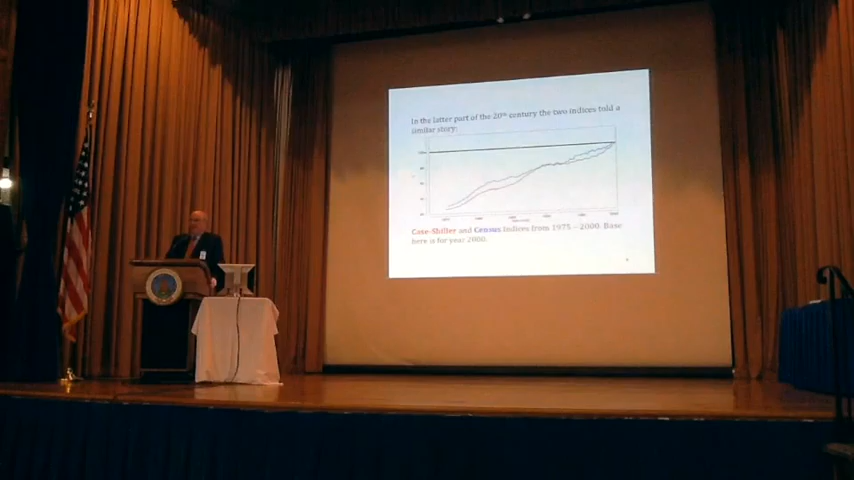 In the latter part of the 20th century the two indices told a
similar story:
Case-Shiller and Census Indices from 1975 – 2000. Base
here is for year 2000.